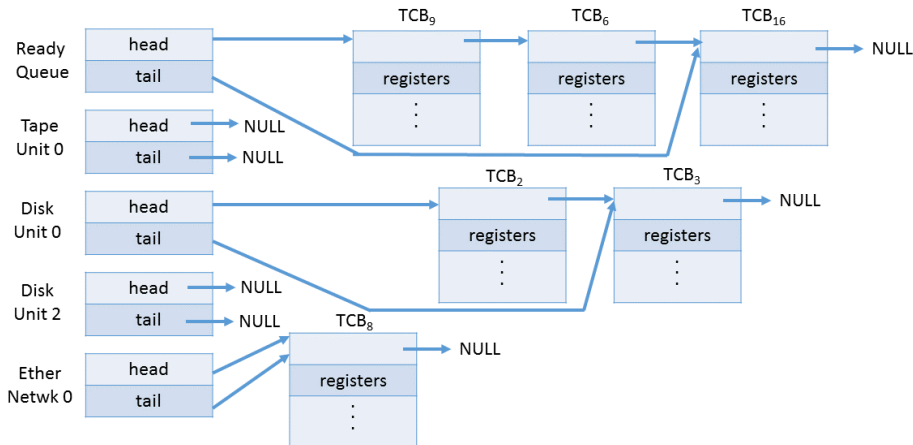 TCB9 TCB6 TCB16
Ready Queue head NULL
tail registers registers registers
Tape Unit 0 head NULL
tail NULL
TCB2 TCB3
Disk Unit 0 head NULL
tail registers registers
Disk Unit 2 head NULL
tail NULL
TCB8
Ether Netwk 0 head NULL
tail registers